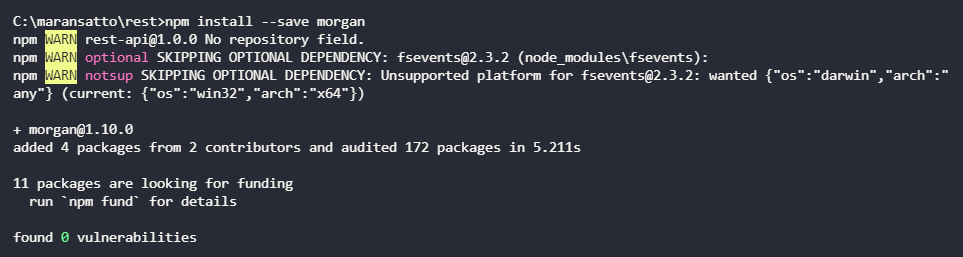 C:\maransatto\rest>npm install --save morgan
npm WARN rest-api@1.0.0 No repository field.
npm WARN optional SKIPPING OPTIONAL DEPENDENCY: fsevents@2.3.2 (node_modules\fsevents):
npm WARN notsup SKIPPING OPTIONAL DEPENDENCY: Unsupported platform for fsevents@2.3.2: wanted {"os":"darwin","arch":"
any"} (current: {"os":"win32","arch":"x64"})
+ morgan@1.10.0
added 4 packages from 2 contributors and audited 172 packages in 5.211s
11 packages are looking for funding
  run `npm fund` for details
found 0 vulnerabilities